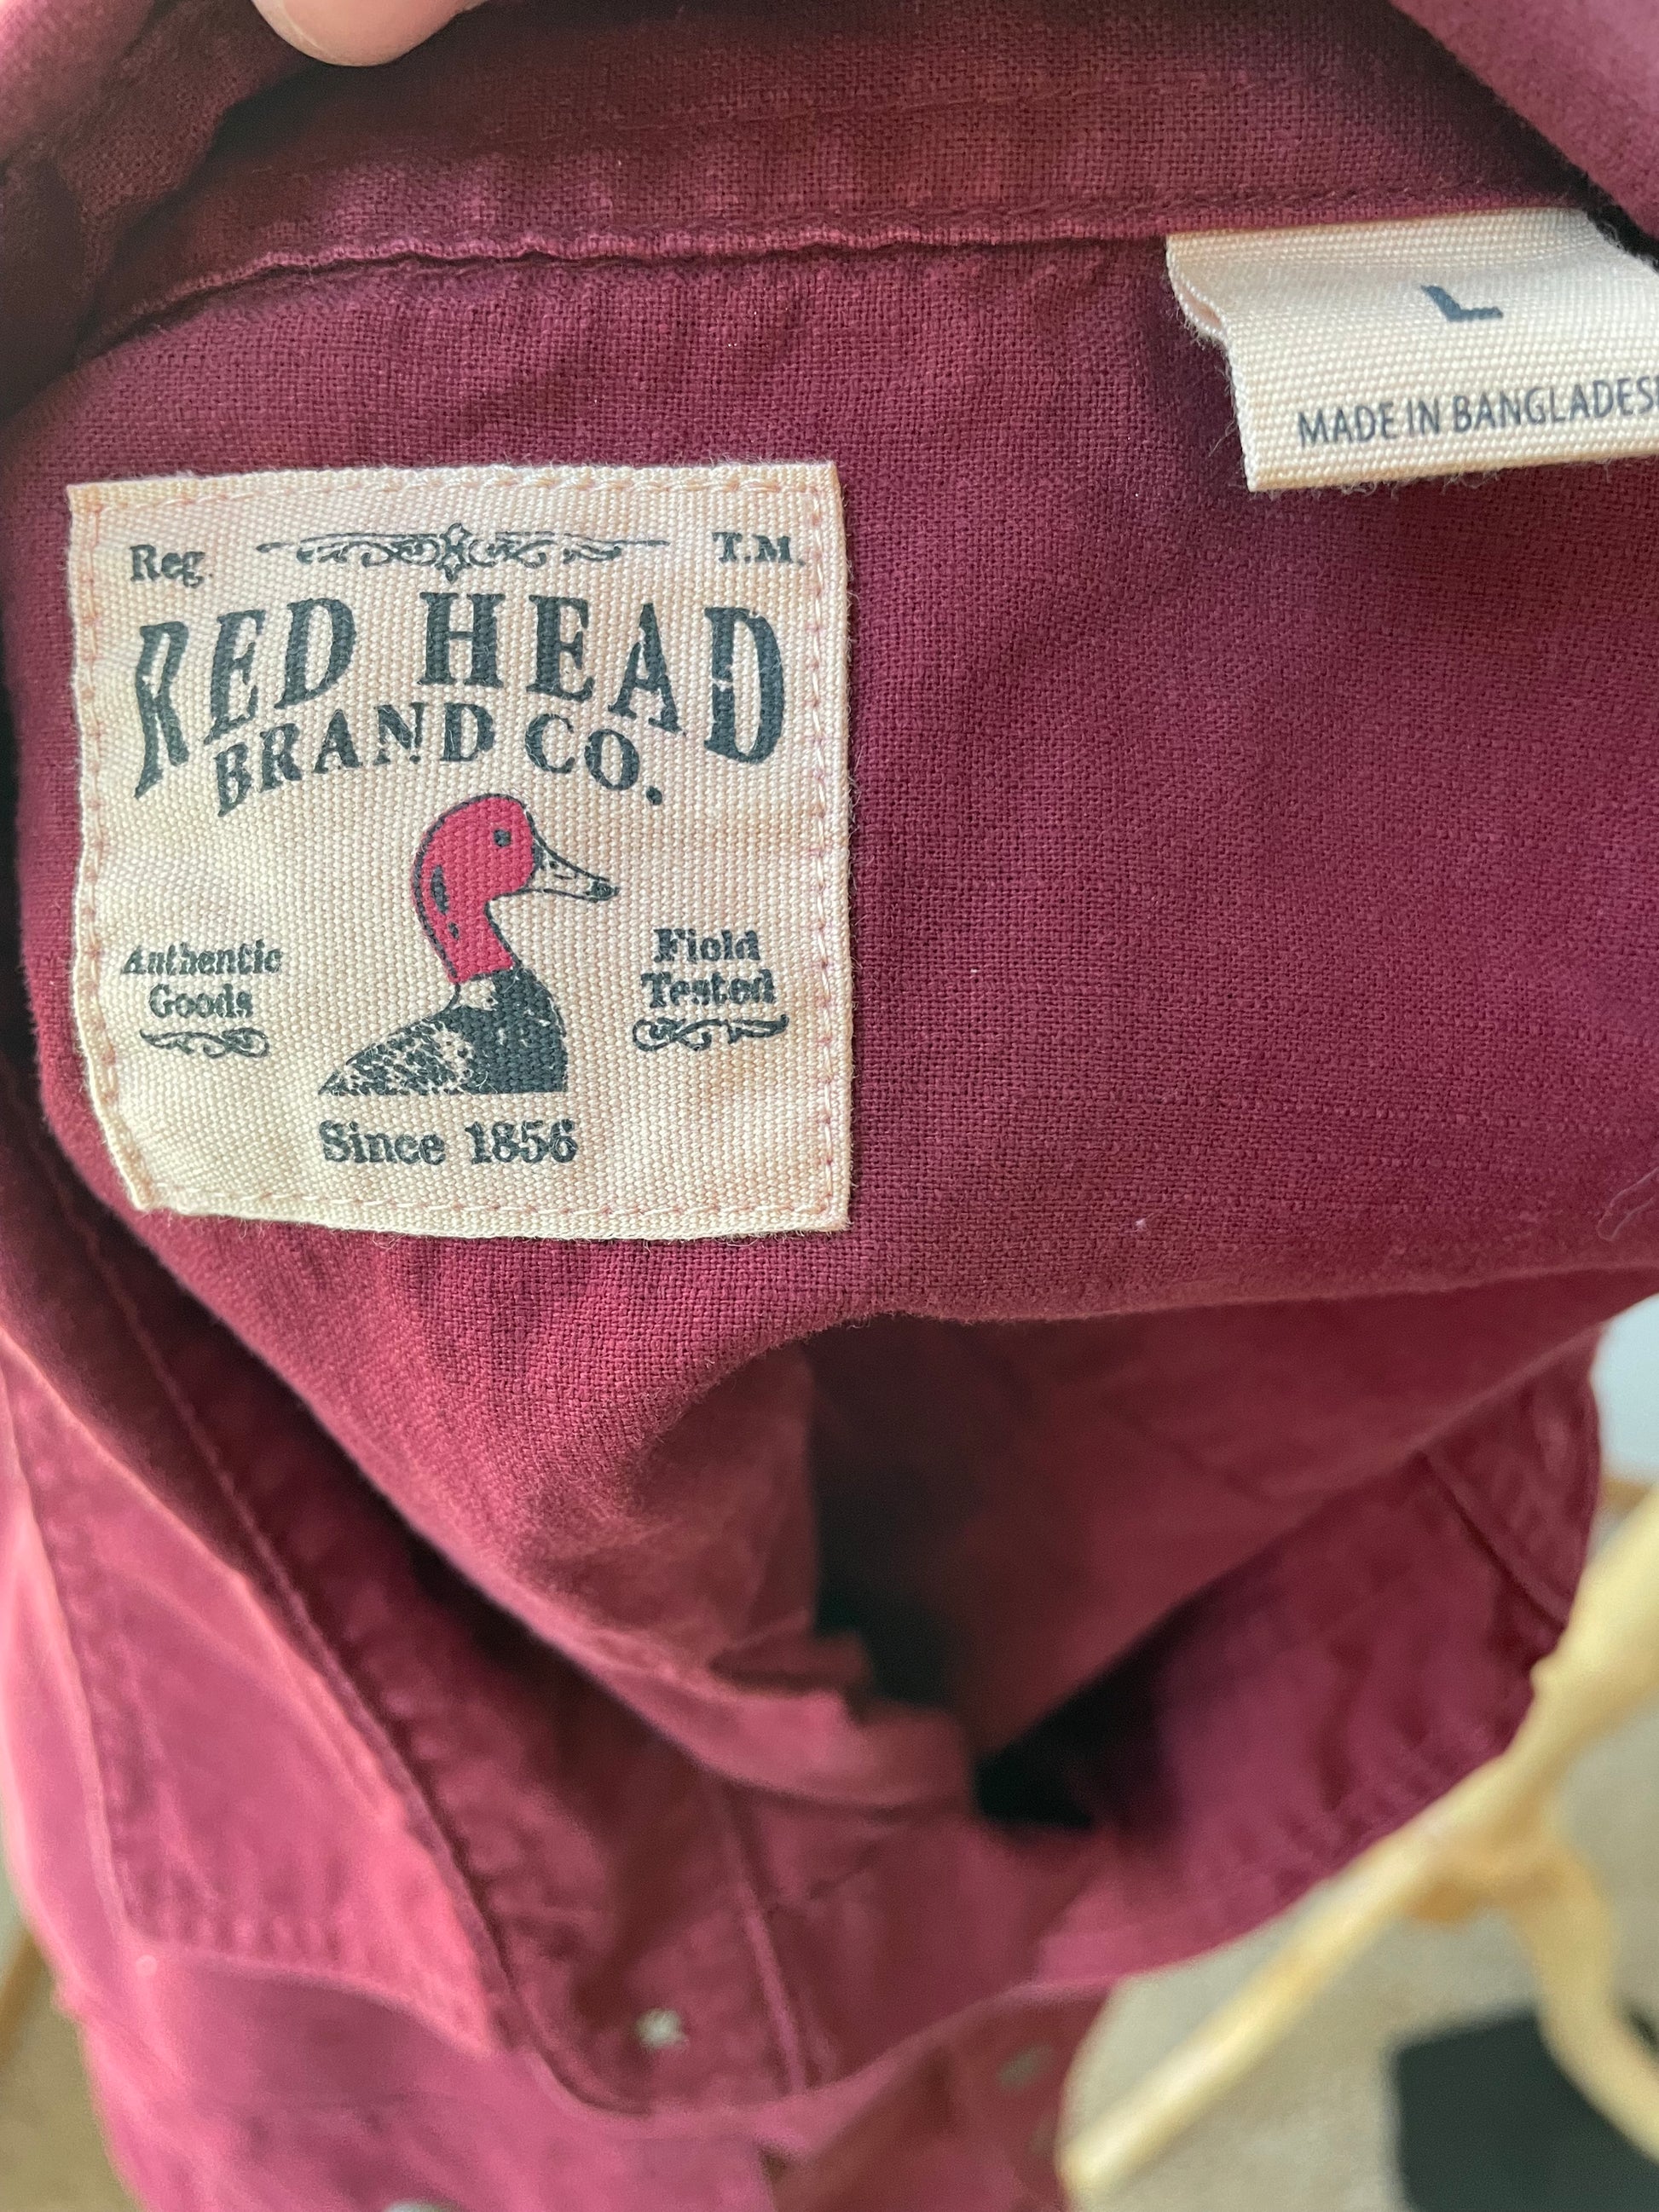 L
MADE IN BANGLADES
Reg. T.M.
RED HEAD
BRAND CO.
Authentic
Goods
Field
Tested
Since 1856